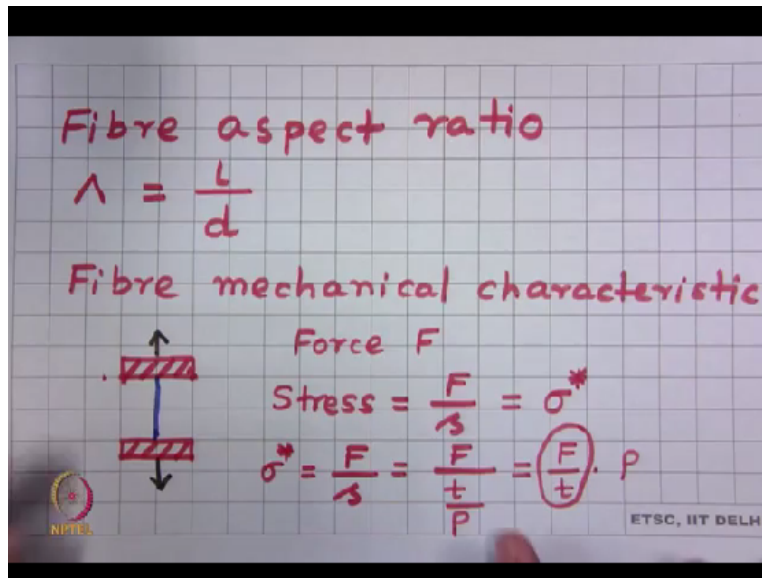 Fibre aspect ratio
Λ = l/d
Fibre mechanical characteristic
Force F
Stress = F/s = σ*
σ* = F/s = F/(t/ρ) = F/t · ρ
NPTEL
ETSC, IIT DELH